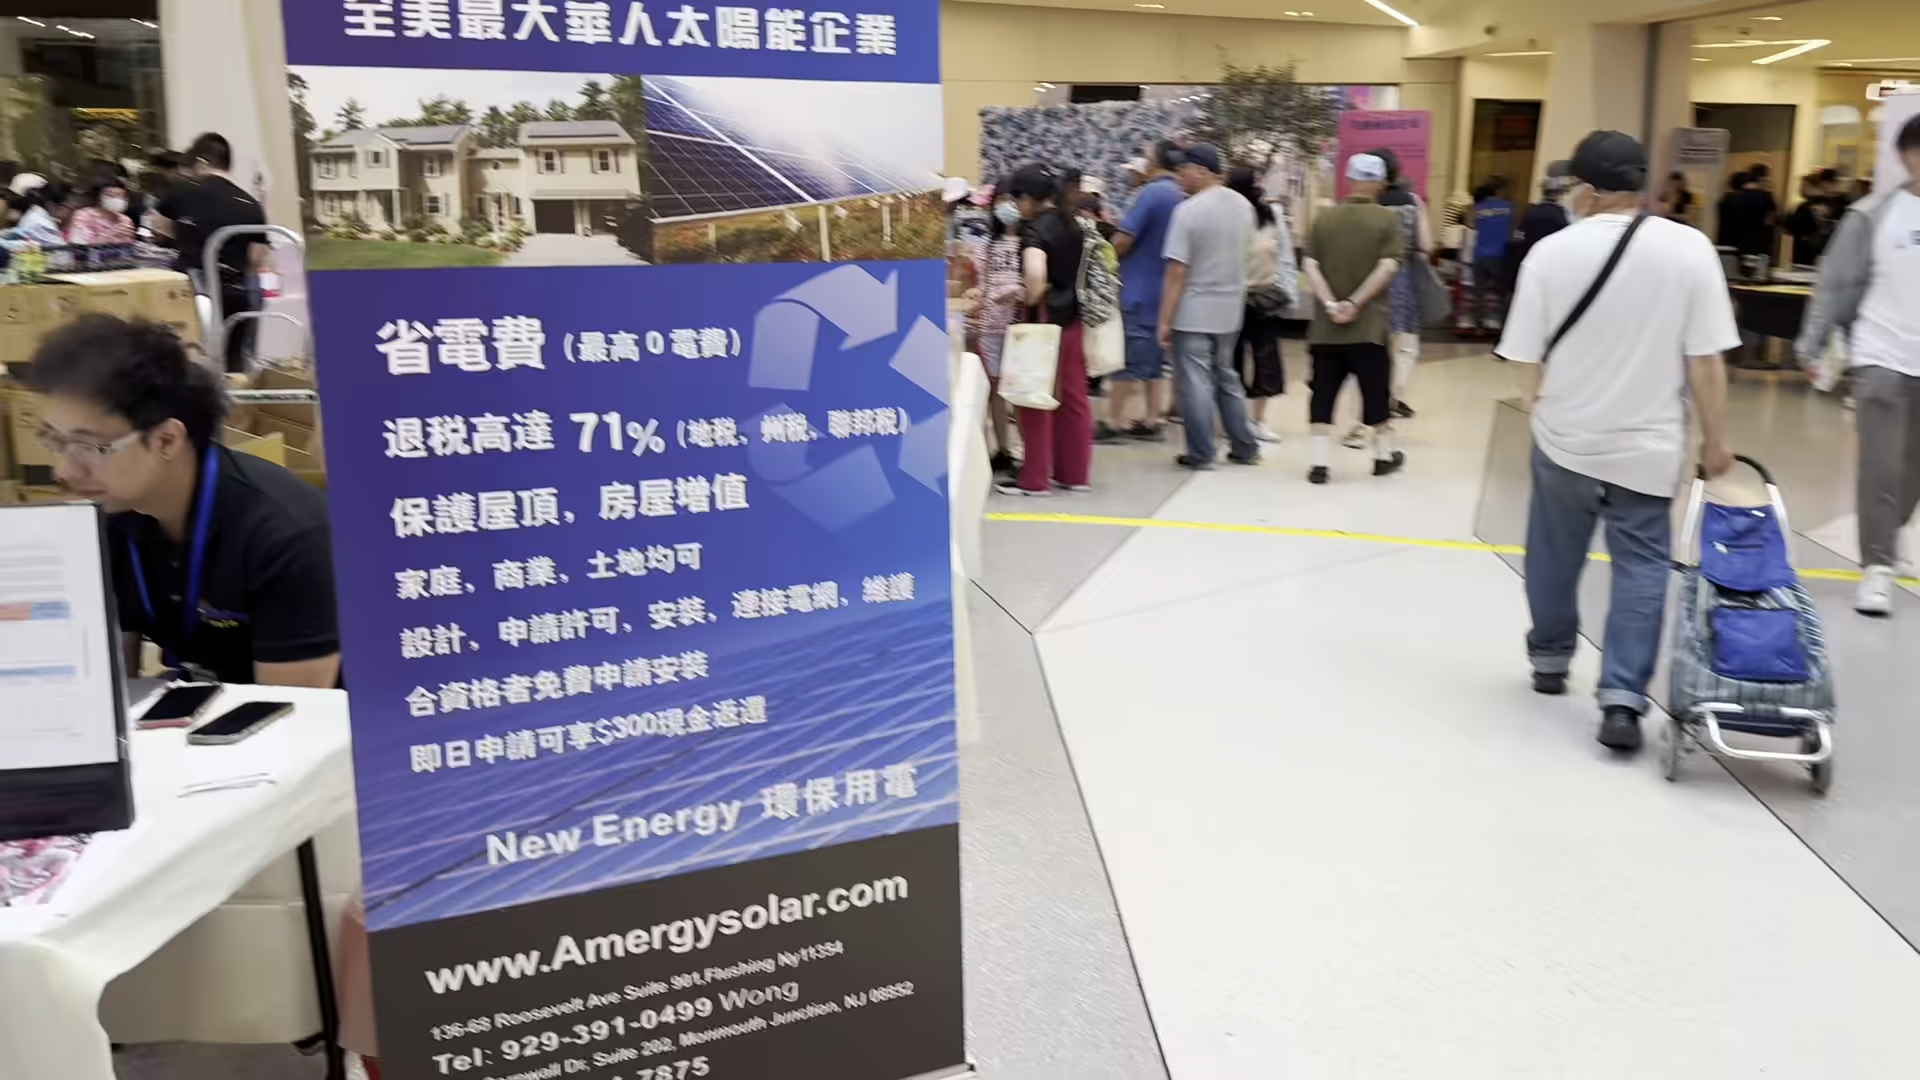 全美最大華人太陽能企業
省電費 (最高0電費)
退税高達 71% (地税、州税、聯邦税)
保護屋頂，房屋增值
家庭、商業、土地均可
設計、申請許可、安裝、連接電網、維護
合資格者免費申請安裝
即日申請可享$300現金返還
New Energy 環保用電
www.Amergysolar.com
136-68 Roosevelt Ave Suite 901,Flushing Ny11354
Tel: 929-391-0499 Wong
Dr, Suite 202, Monmouth Junction, NJ 08852
7875